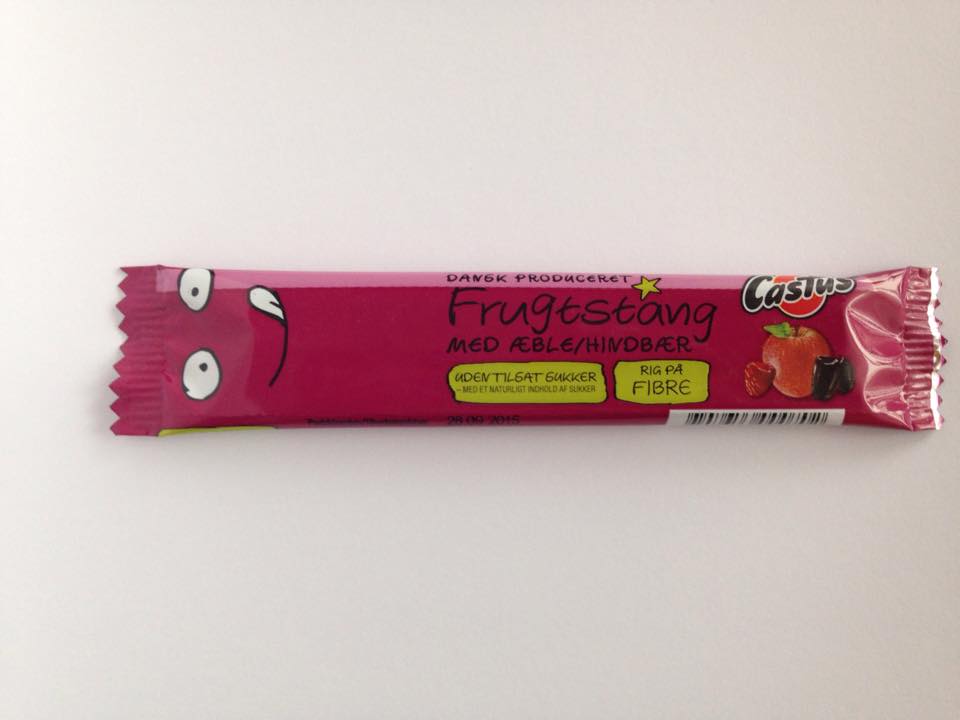 DANSK PRODUCERET
Frugtstang
MED ÆBLE/HINDBÆR
UDEN TILSAT SUKKER
– MED ET NATURLIGT INDHOLD AF SUKKER
RIG PÅ
FIBRE
Castus
28 09 2015